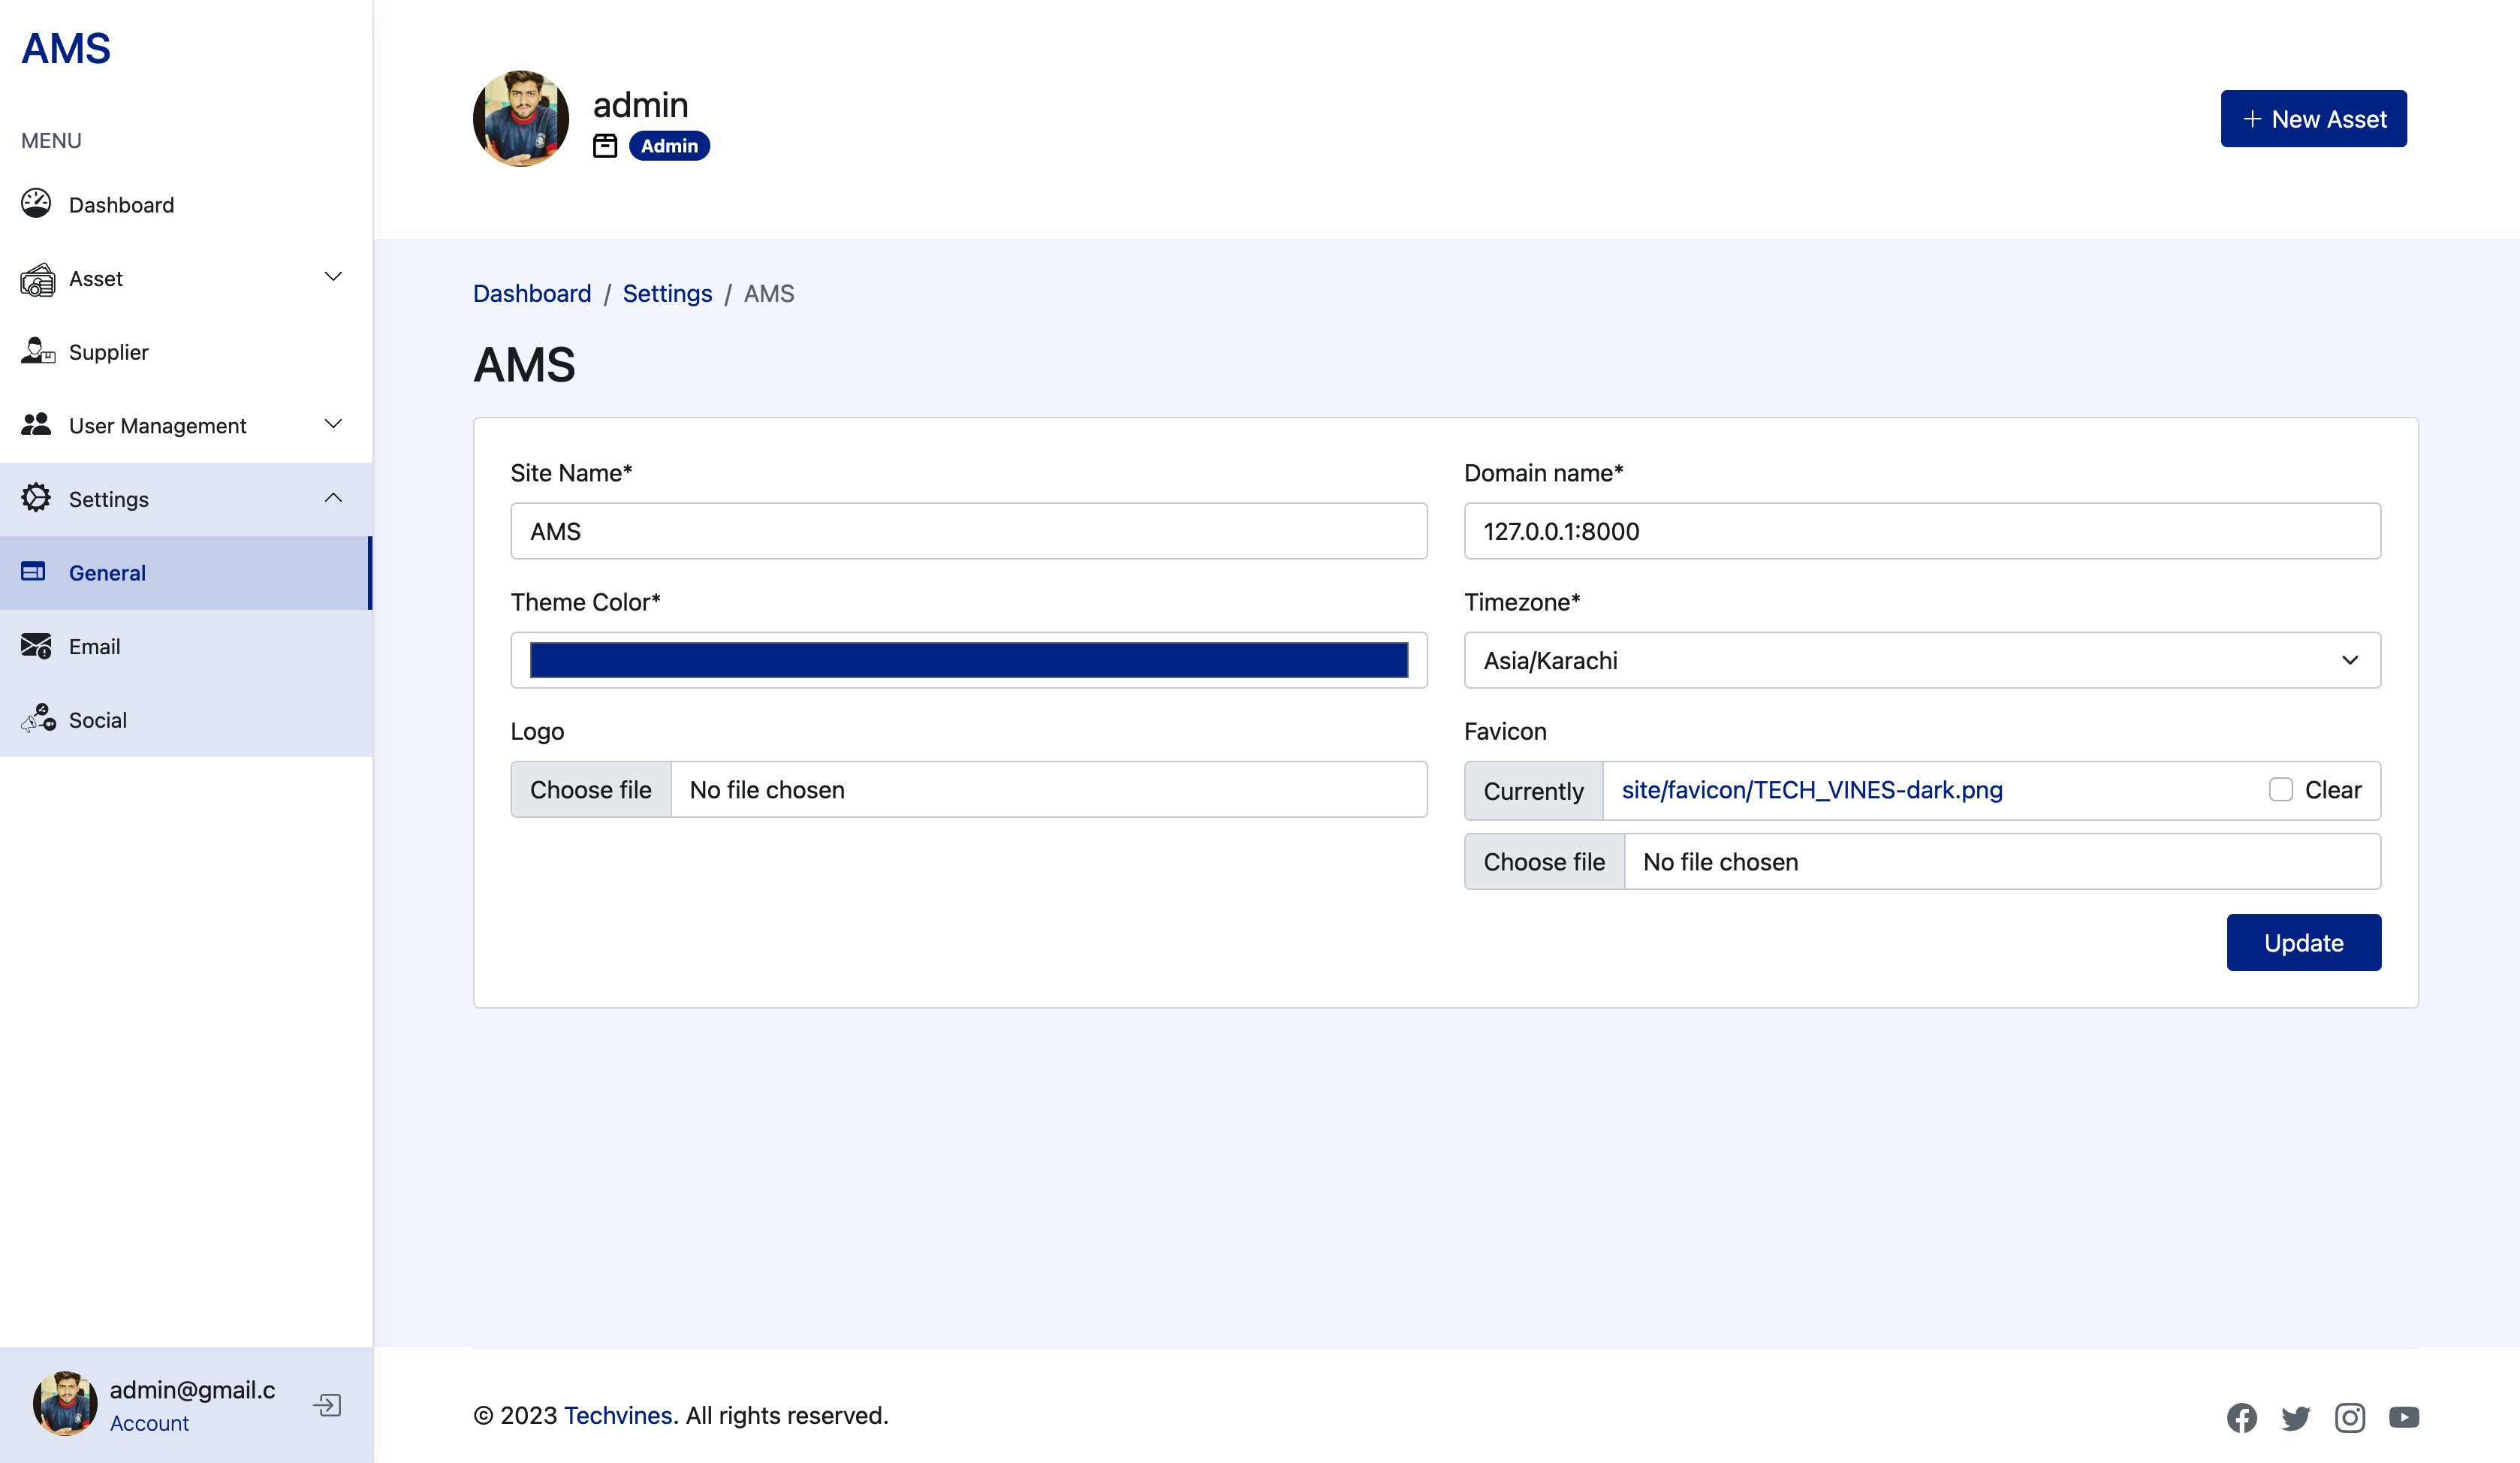 AMS
MENU
Dashboard
Asset
Supplier
User Management
Settings
General
Email
Social
admin@gmail.c
Account
admin
Admin
+ New Asset
Dashboard / Settings / AMS
AMS
Site Name*
AMS
Domain name*
127.0.0.1:8000
Theme Color*
Timezone*
Asia/Karachi
Logo
Choose file No file chosen
Favicon
Currently site/favicon/TECH_VINES-dark.png Clear
Choose file No file chosen
Update
© 2023 Techvines. All rights reserved.